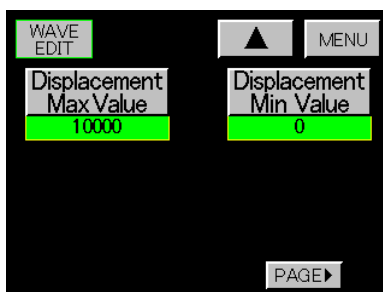 WAVE
EDIT
▲
MENU
Displacement
Max Value
10000
Displacement
Min Value
0
PAGE▶